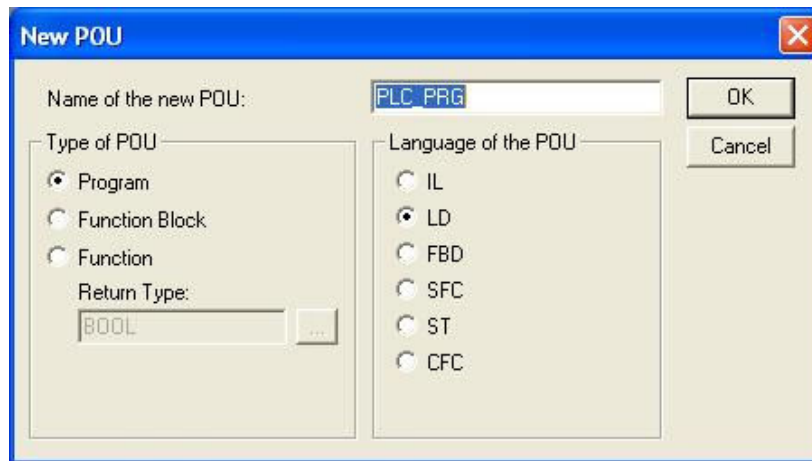 New POU
Name of the new POU:
PLC_PRG
OK
Cancel
Type of POU
Program
Function Block
Function
Return Type:
BOOL
...
Language of the POU
IL
LD
FBD
SFC
ST
CFC